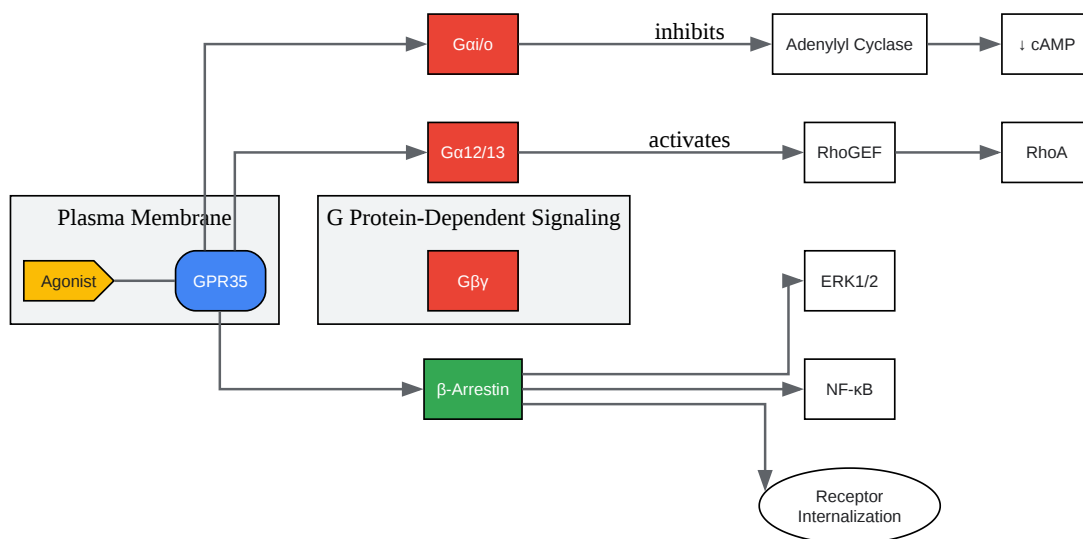 Gαi/o
inhibits
Adenylyl Cyclase
↓ cAMP
Gα12/13
activates
RhoGEF
RhoA
Plasma Membrane
G Protein-Dependent Signaling
Agonist
GPR35
Gβγ
ERK1/2
β-Arrestin
NF-κB
Receptor
Internalization